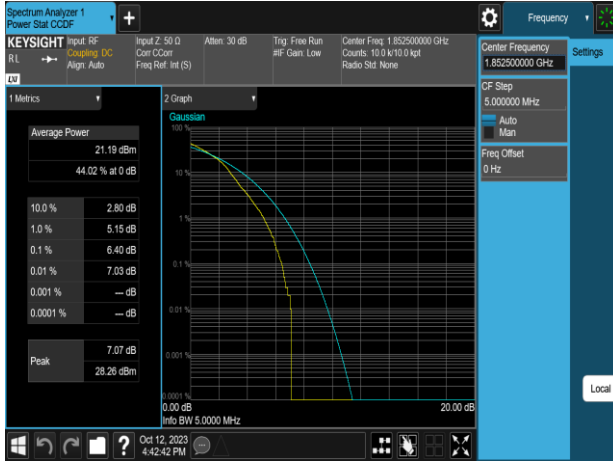 Spectrum Analyzer 1
Power Stat CCDF
Frequency
KEYSIGHT
RL
LXI
Input: RF
Coupling: DC
Align: Auto
Input Z: 50 Ω
Corr CCorr
Freq Ref: Int (S)
Atten: 30 dB
Trig: Free Run
#IF Gain: Low
Center Freq: 1.852500000 GHz
Counts: 10.0 k/10.0 kpt
Radio Std: None
Center Frequency
1.852500000 GHz
Settings
CF Step
5.000000 MHz
Auto
Man
Freq Offset
0 Hz
1 Metrics
Average Power
21.19 dBm
44.02 % at 0 dB
10.0 % 2.80 dB
1.0 % 5.15 dB
0.1 % 6.40 dB
0.01 % 7.03 dB
0.001 % --- dB
0.0001 % --- dB
Peak
7.07 dB
28.26 dBm
2 Graph
Gaussian
100 %
10 %
1 %
0.1 %
0.01 %
0.001 %
0.0001 %
0.00 dB
20.00 dB
Info BW 5.0000 MHz
Local
?
Oct 12, 2023
4:42:42 PM